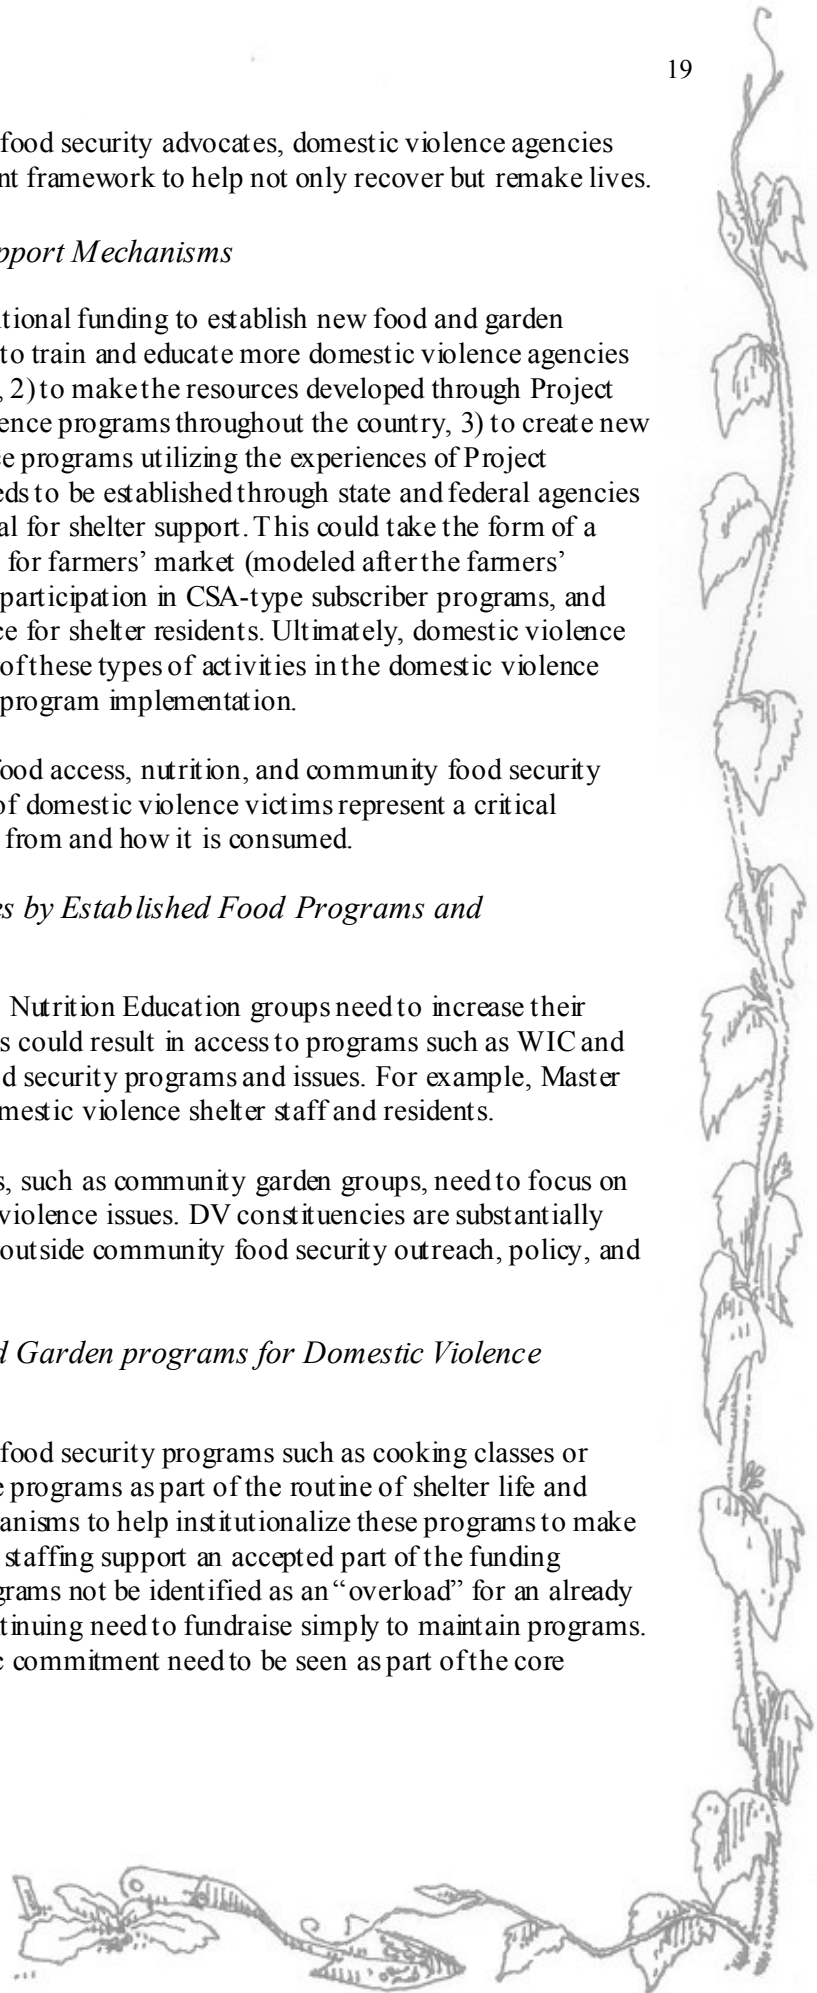 19
food security advocates, domestic violence agencies
nt framework to help not only recover but remake lives.
pport Mechanisms
tional funding to establish new food and garden
to train and educate more domestic violence agencies
, 2) to make the resources developed through Project
ence programs throughout the country, 3) to create new
e programs utilizing the experiences of Project
eds to be established through state and federal agencies
al for shelter support. This could take the form of a
for farmers’ market (modeled after the farmers’
participation in CSA-type subscriber programs, and
ce for shelter residents. Ultimately, domestic violence
of these types of activities in the domestic violence
program implementation.
food access, nutrition, and community food security
of domestic violence victims represent a critical
from and how it is consumed.
es by Established Food Programs and
Nutrition Education groups need to increase their
s could result in access to programs such as WIC and
d security programs and issues. For example, Master
mestic violence shelter staff and residents.
s, such as community garden groups, need to focus on
violence issues. DV constituencies are substantially
outside community food security outreach, policy, and
d Garden programs for Domestic Violence
food security programs such as cooking classes or
e programs as part of the routine of shelter life and
anisms to help institutionalize these programs to make
staffing support an accepted part of the funding
grams not be identified as an “overload” for an already
ntinuing need to fundraise simply to maintain programs.
c commitment need to be seen as part of the core